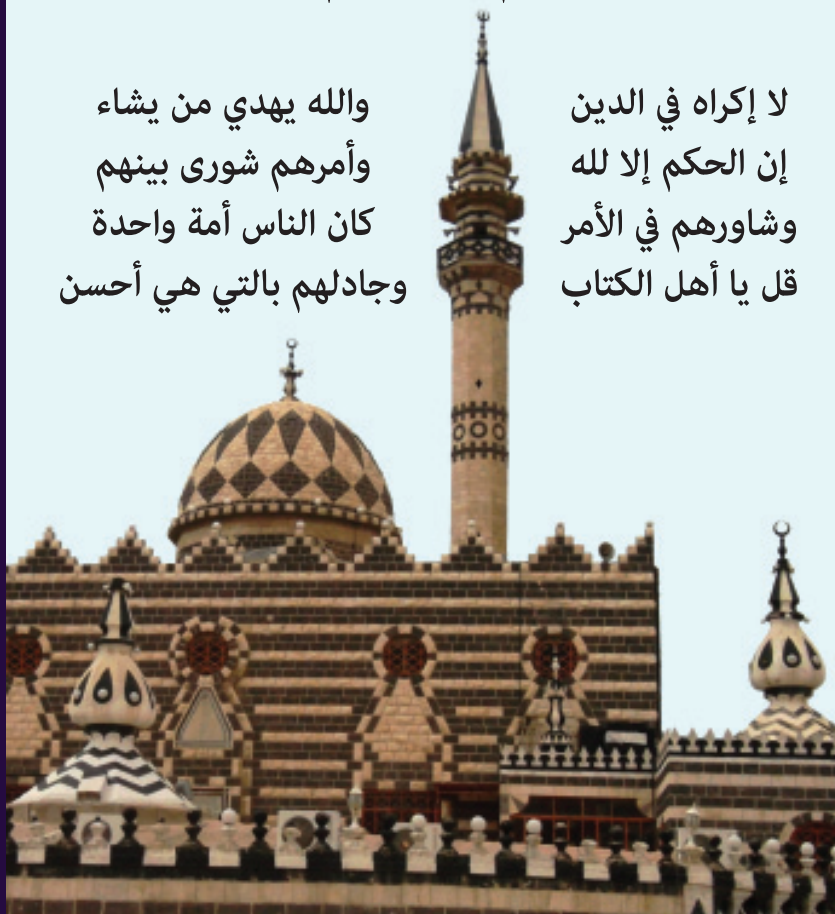 لا إكراه في الدين
والله يهدي من يشاء
إن الحكم إلا لله
وأمرهم شورى بينهم
وشاورهم في الأمر
كان الناس أمة واحدة
قل يا أهل الكتاب
وجادلهم بالتي هي أحسن